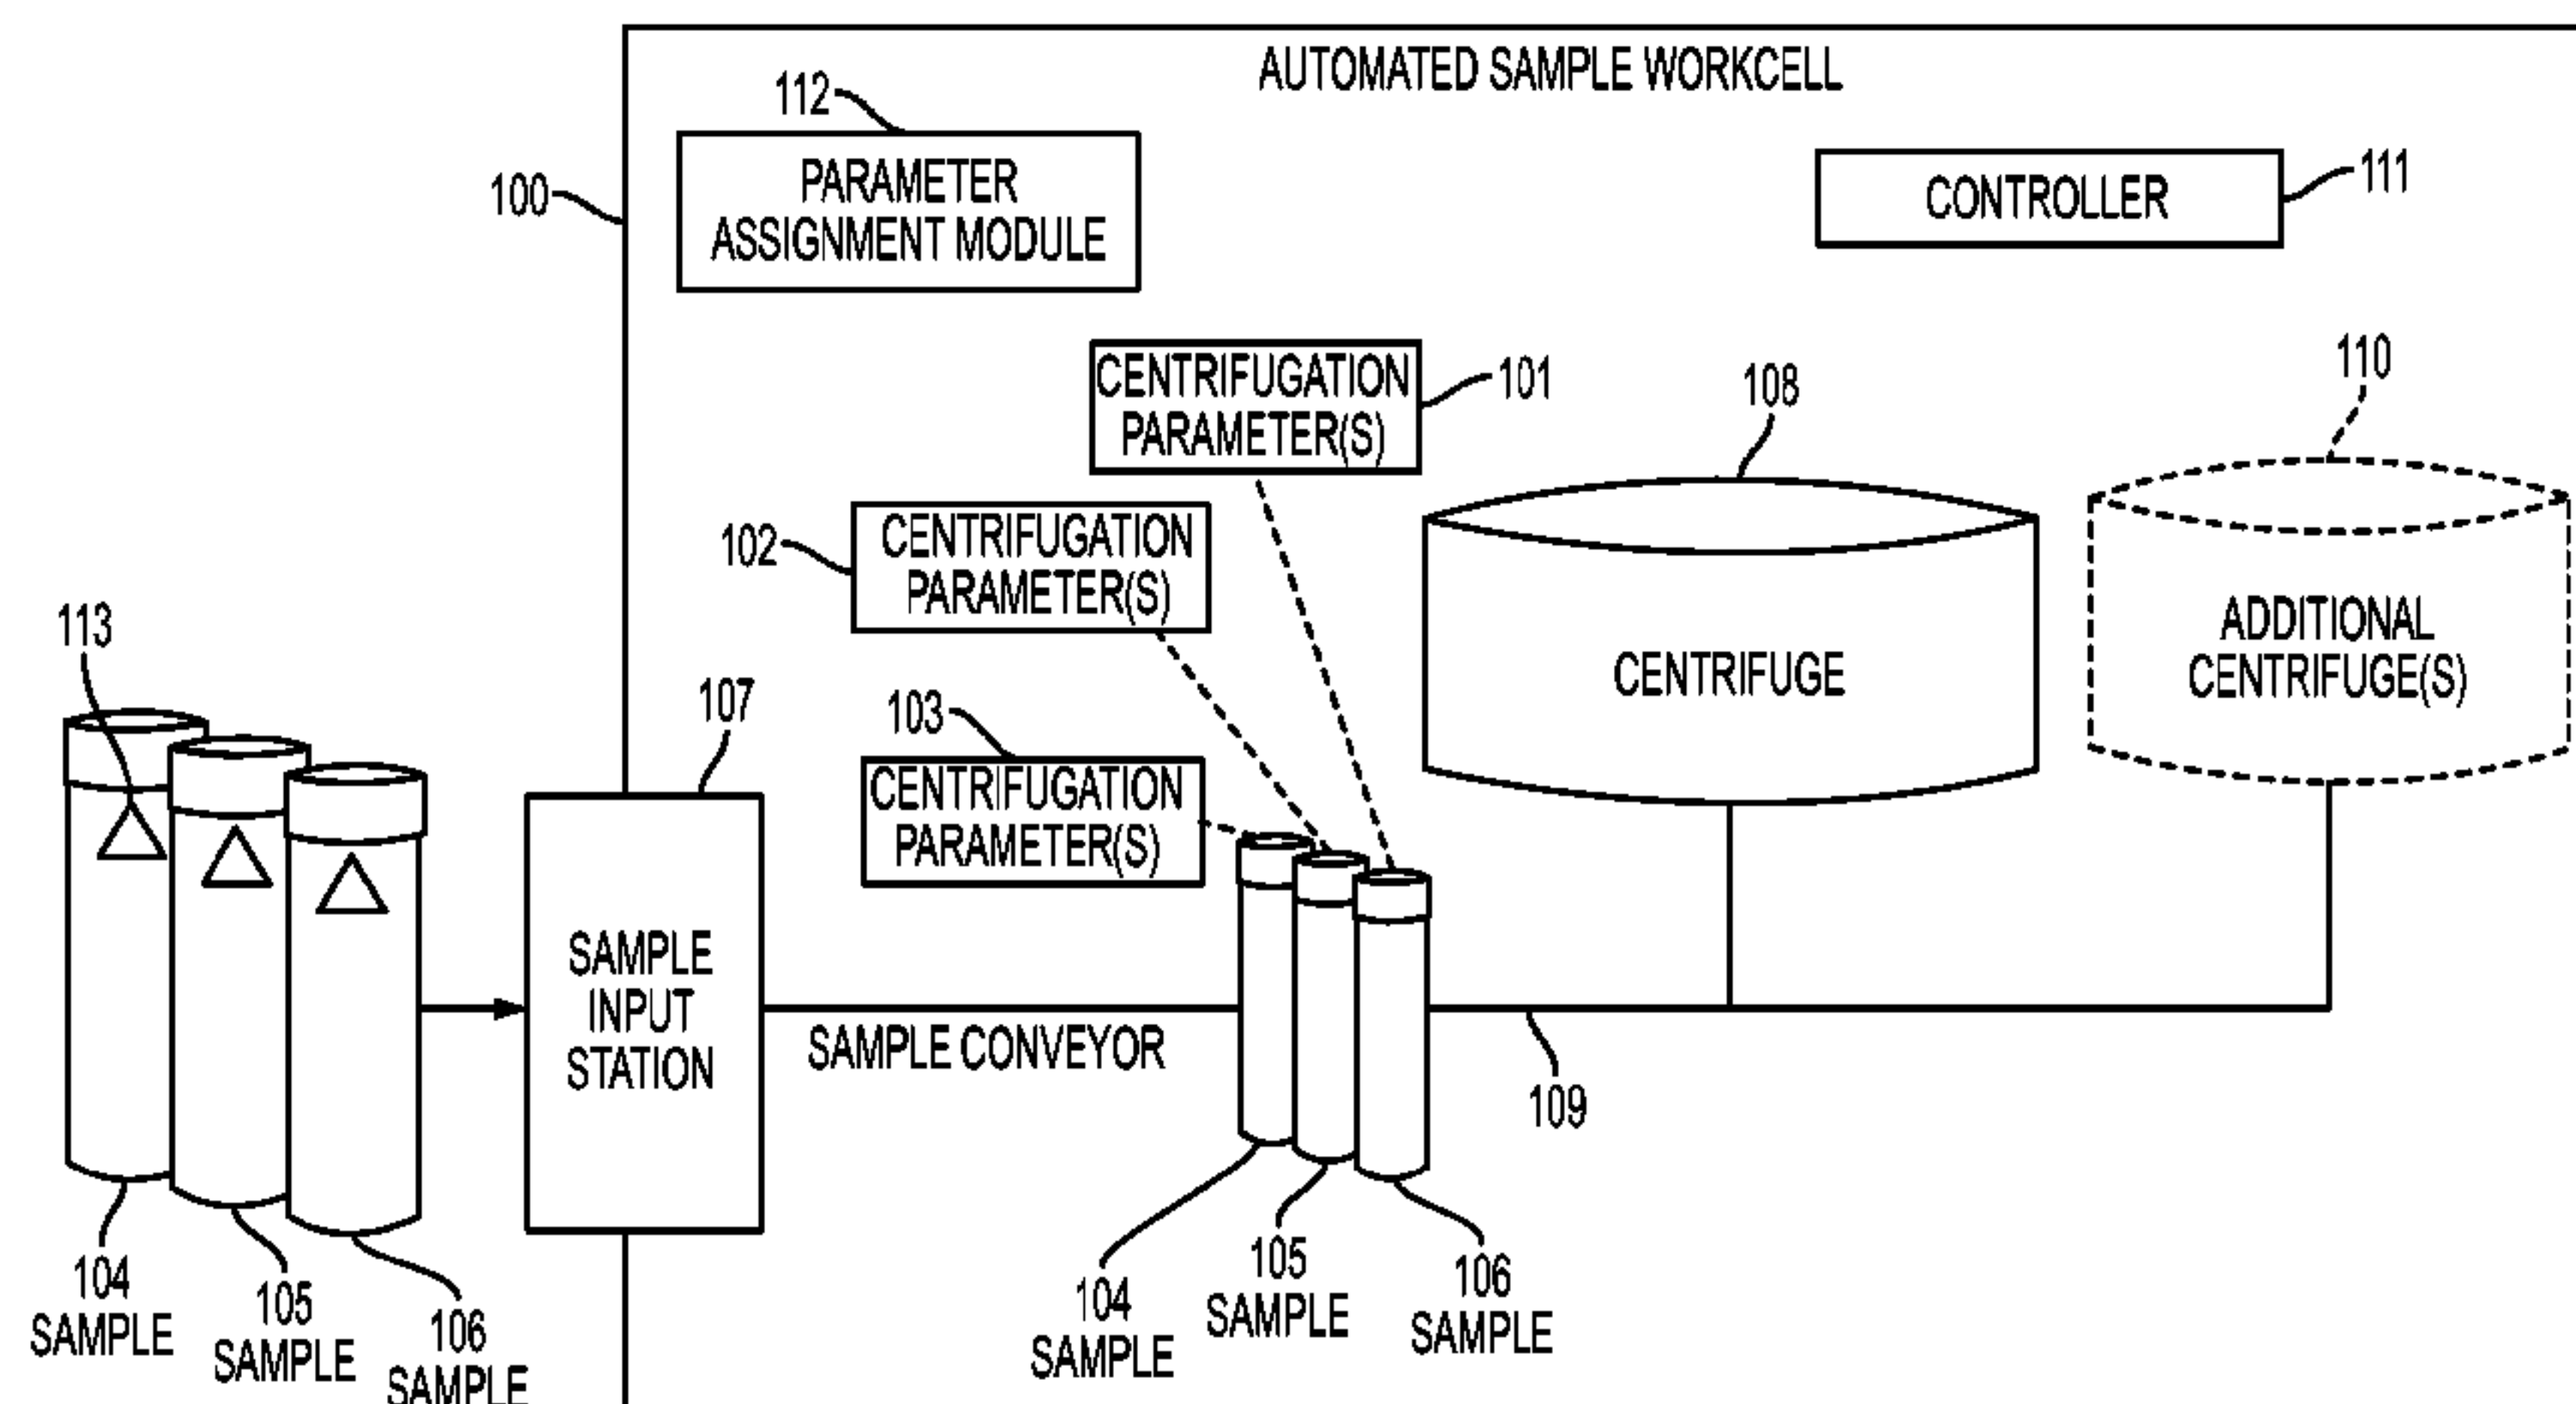 AUTOMATED SAMPLE WORKCELL
112
PARAMETER
ASSIGNMENT MODULE
100
CONTROLLER
111
CENTRIFUGATION
PARAMETER(S)
101
108
110
102
CENTRIFUGATION
PARAMETER(S)
CENTRIFUGE
ADDITIONAL
CENTRIFUGE(S)
113
107
103
CENTRIFUGATION
PARAMETER(S)
SAMPLE
INPUT
STATION
SAMPLE CONVEYOR
109
104
SAMPLE
105
SAMPLE
106
SAMPLE
104
SAMPLE
105
SAMPLE
106
SAMPLE